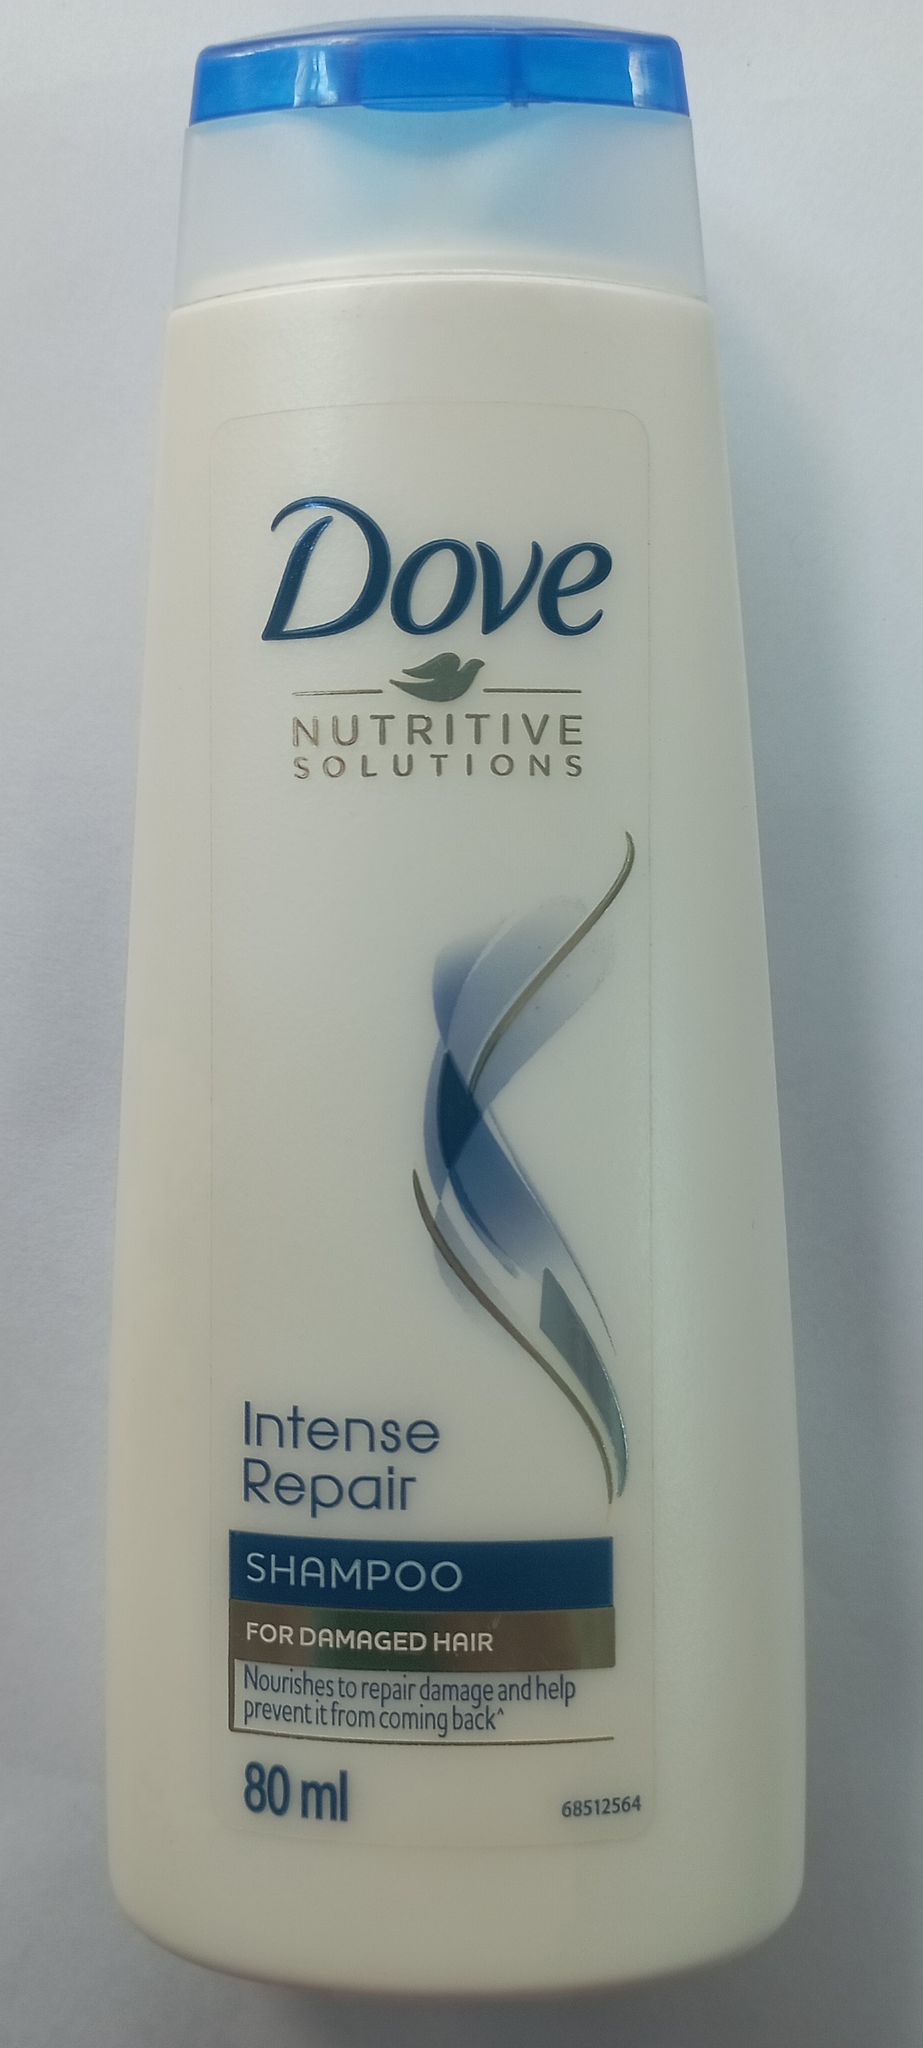 Dove
NUTRITIVE
SOLUTIONS
Intense
Repair
SHAMPOO
FOR DAMAGED HAIR
Nourishes to repair damage and help
prevent it from coming back^
80 ml
68512564